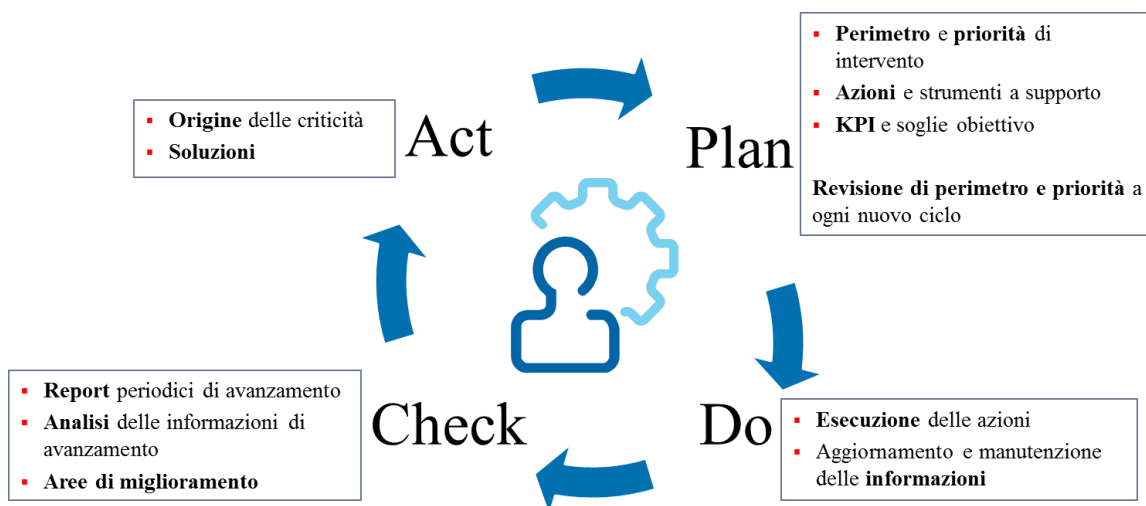 Act
▪ Origine delle criticità
▪ Soluzioni
Plan
▪ Perimetro e priorità di
intervento
▪ Azioni e strumenti a supporto
▪ KPI e soglie obiettivo
Revisione di perimetro e priorità a
ogni nuovo ciclo
Do
▪ Esecuzione delle azioni
▪ Aggiornamento e manutenzione
delle informazioni
Check
▪ Report periodici di avanzamento
▪ Analisi delle informazioni di
avanzamento
▪ Aree di miglioramento